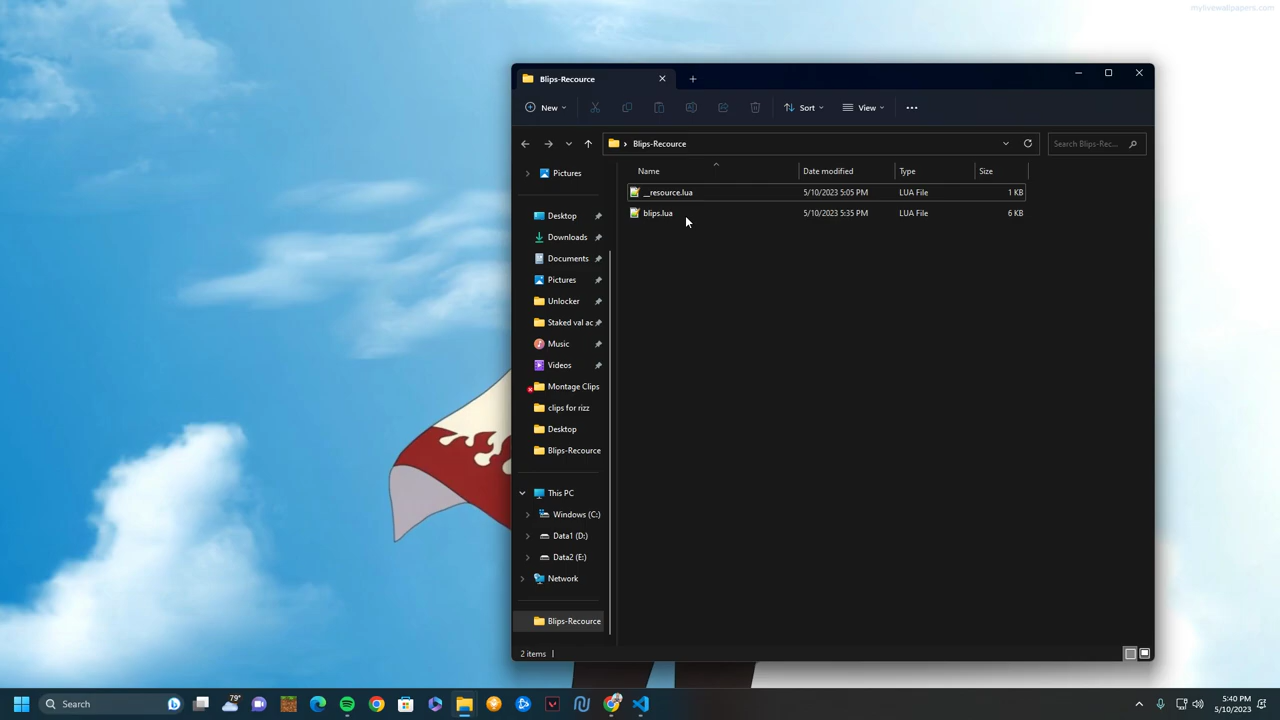 mylivewallpapers.com
Blips-Recource
New
Sort
View
Blips-Recource
Search Blips-Rec...
Pictures
Name
Date modified
Type
Size
__resource.lua
5/10/2023 5:05 PM
LUA File
1 KB
blips.lua
5/10/2023 5:35 PM
LUA File
6 KB
Desktop
Downloads
Documents
Pictures
Unlocker
Staked val ac
Music
Videos
Montage Clips
clips for rizz
Desktop
Blips-Recource
This PC
Windows (C:)
Data1 (D:)
Data2 (E:)
Network
Blips-Recource
2 items
Search
79°
5:40 PM
5/10/2023